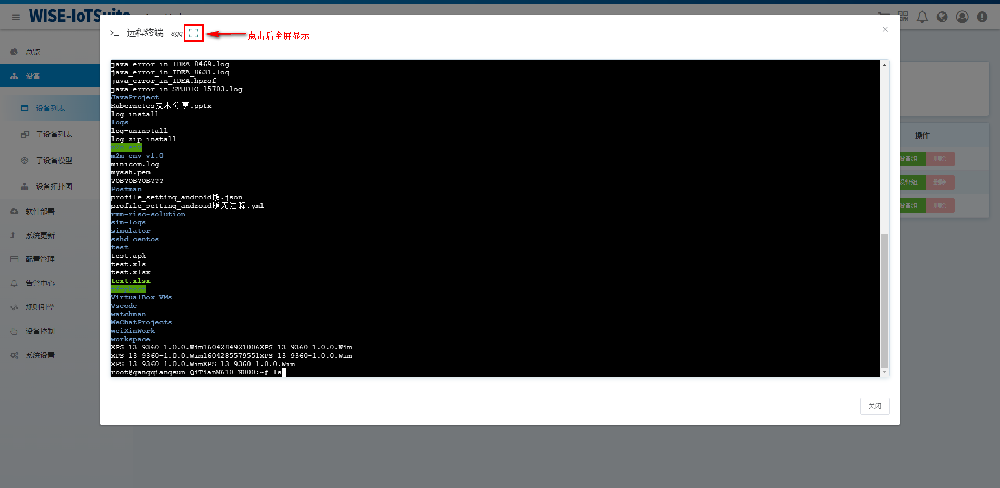 WISE-IoTSuite
远程终端 sgq
点击后全屏显示
总览
设备
设备列表
子设备列表
子设备模型
设备拓扑图
软件部署
系统更新
配置管理
告警中心
规则引擎
设备控制
系统设置
java_error_in_IDEA_8469.log
java_error_in_IDEA_8631.log
java_error_in_IDEA.hprof
java_error_in_STUDIO_15703.log
JavaProject
Kubernetes技术分享.pptx
log-install
logs
log-uninstall
log-zip-install
m2m-env
m2m-env-v1.0
minicom.log
myssh.pem
?OB?OB?OB???
Postman
profile_setting_android版.json
profile_setting_android版无注释.yml
rmm-risc-solution
sim-logs
simulator
sshd_centos
test
test.apk
test.xls
test.xlsx
text.xlsx
tftpboot
VirtualBox VMs
Vscode
watchman
WeChatProjects
weiXinWork
workspace
XPS 13 9360-1.0.0.Wim1604284921006XPS 13 9360-1.0.0.Wim
XPS 13 9360-1.0.0.Wim1604285579551XPS 13 9360-1.0.0.Wim
XPS 13 9360-1.0.0.WimXPS 13 9360-1.0.0.Wim
root@gangqiangsun-QiTianM610-N000:~# ls
操作
设备组 删除
设备组 删除
设备组 删除
关闭